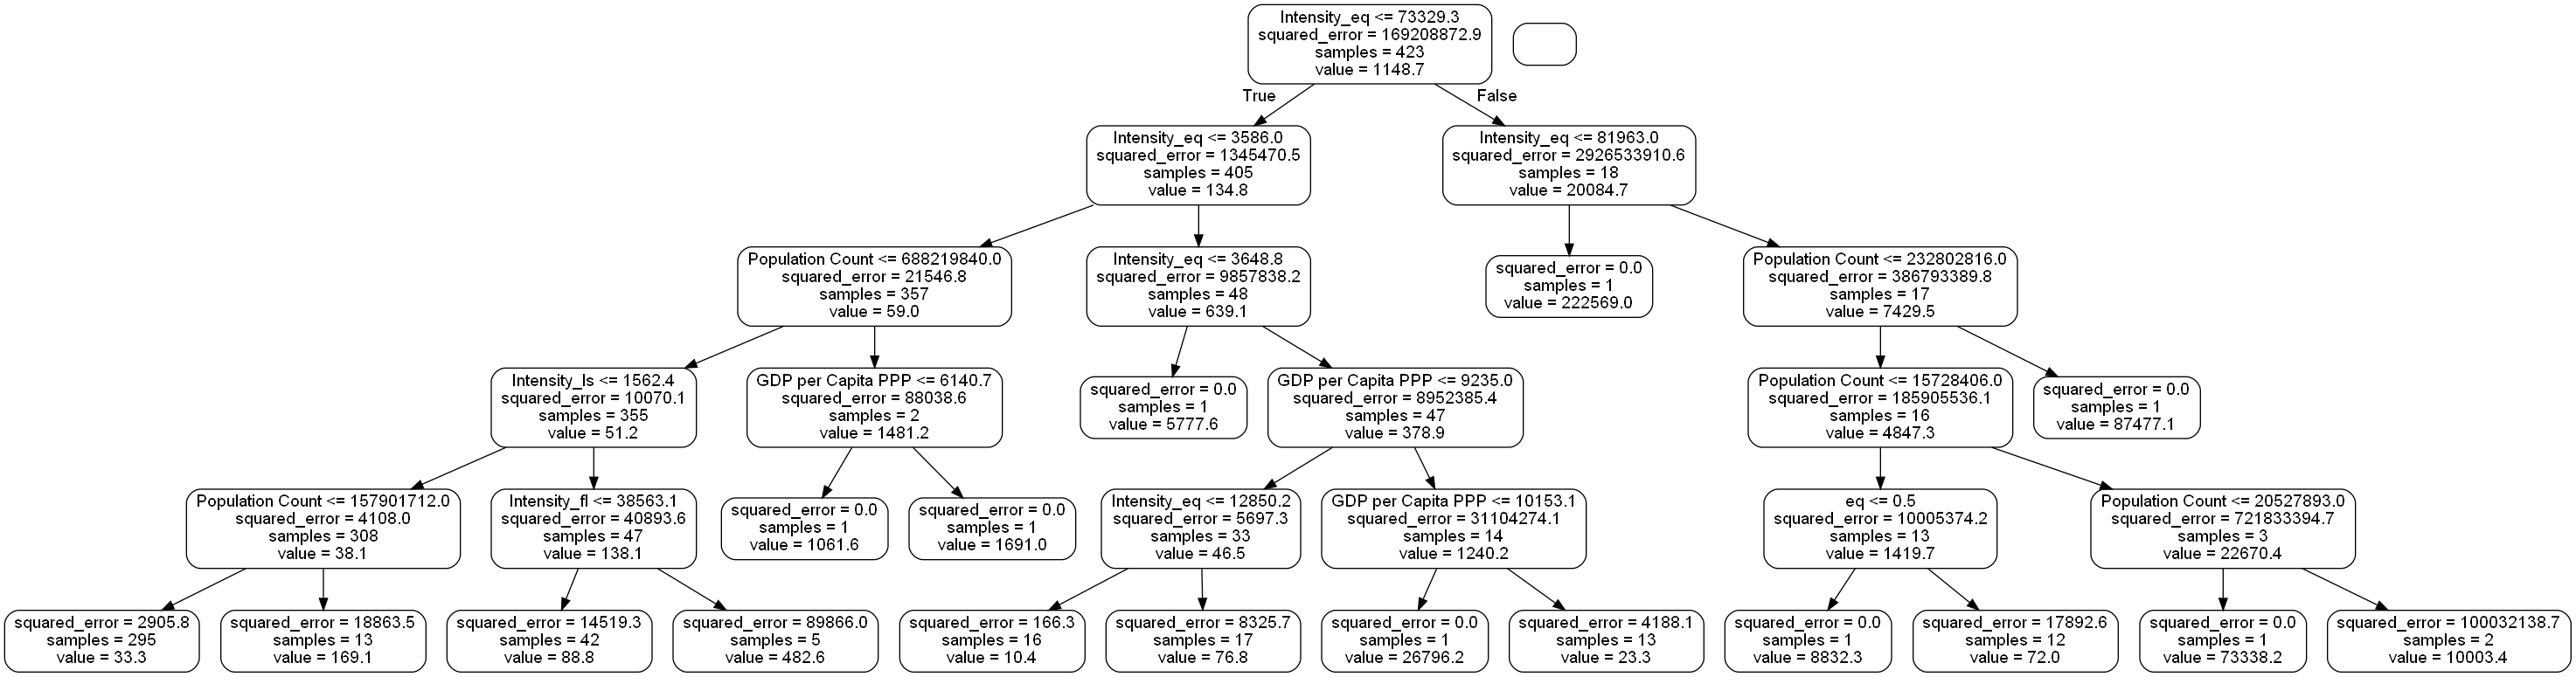 Intensity_eq <= 73329.3
squared_error = 169208872.9
samples = 423
value = 1148.7
True
False
Intensity_eq <= 3586.0
squared_error = 1345470.5
samples = 405
value = 134.8
Intensity_eq <= 81963.0
squared_error = 2926533910.6
samples = 18
value = 20084.7
Population Count <= 688219840.0
squared_error = 21546.8
samples = 357
value = 59.0
Intensity_eq <= 3648.8
squared_error = 9857838.2
samples = 48
value = 639.1
squared_error = 0.0
samples = 1
value = 222569.0
Population Count <= 232802816.0
squared_error = 386793389.8
samples = 17
value = 7429.5
Intensity_ls <= 1562.4
squared_error = 10070.1
samples = 355
value = 51.2
GDP per Capita PPP <= 6140.7
squared_error = 88038.6
samples = 2
value = 1481.2
squared_error = 0.0
samples = 1
value = 5777.6
GDP per Capita PPP <= 9235.0
squared_error = 8952385.4
samples = 47
value = 378.9
Population Count <= 15728406.0
squared_error = 185905536.1
samples = 16
value = 4847.3
squared_error = 0.0
samples = 1
value = 87477.1
Population Count <= 157901712.0
squared_error = 4108.0
samples = 308
value = 38.1
Intensity_fl <= 38563.1
squared_error = 40893.6
samples = 47
value = 138.1
squared_error = 0.0
samples = 1
value = 1061.6
squared_error = 0.0
samples = 1
value = 1691.0
Intensity_eq <= 12850.2
squared_error = 5697.3
samples = 33
value = 46.5
GDP per Capita PPP <= 10153.1
squared_error = 31104274.1
samples = 14
value = 1240.2
eq <= 0.5
squared_error = 10005374.2
samples = 13
value = 1419.7
Population Count <= 20527893.0
squared_error = 721833394.7
samples = 3
value = 22670.4
squared_error = 2905.8
samples = 295
value = 33.3
squared_error = 18863.5
samples = 13
value = 169.1
squared_error = 14519.3
samples = 42
value = 88.8
squared_error = 89866.0
samples = 5
value = 482.6
squared_error = 166.3
samples = 16
value = 10.4
squared_error = 8325.7
samples = 17
value = 76.8
squared_error = 0.0
samples = 1
value = 26796.2
squared_error = 4188.1
samples = 13
value = 23.3
squared_error = 0.0
samples = 1
value = 8832.3
squared_error = 17892.6
samples = 12
value = 72.0
squared_error = 0.0
samples = 1
value = 73338.2
squared_error = 100032138.7
samples = 2
value = 10003.4